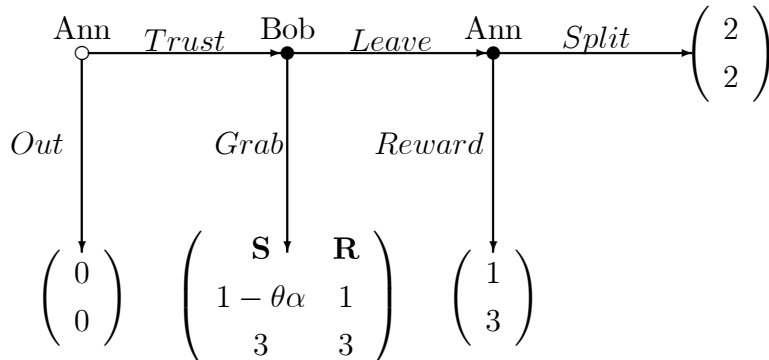 Ann Bob Ann
Trust Leave Split
2
2
Out Grab Reward
S R
0 1 − θα 1 1
0 3 3 3